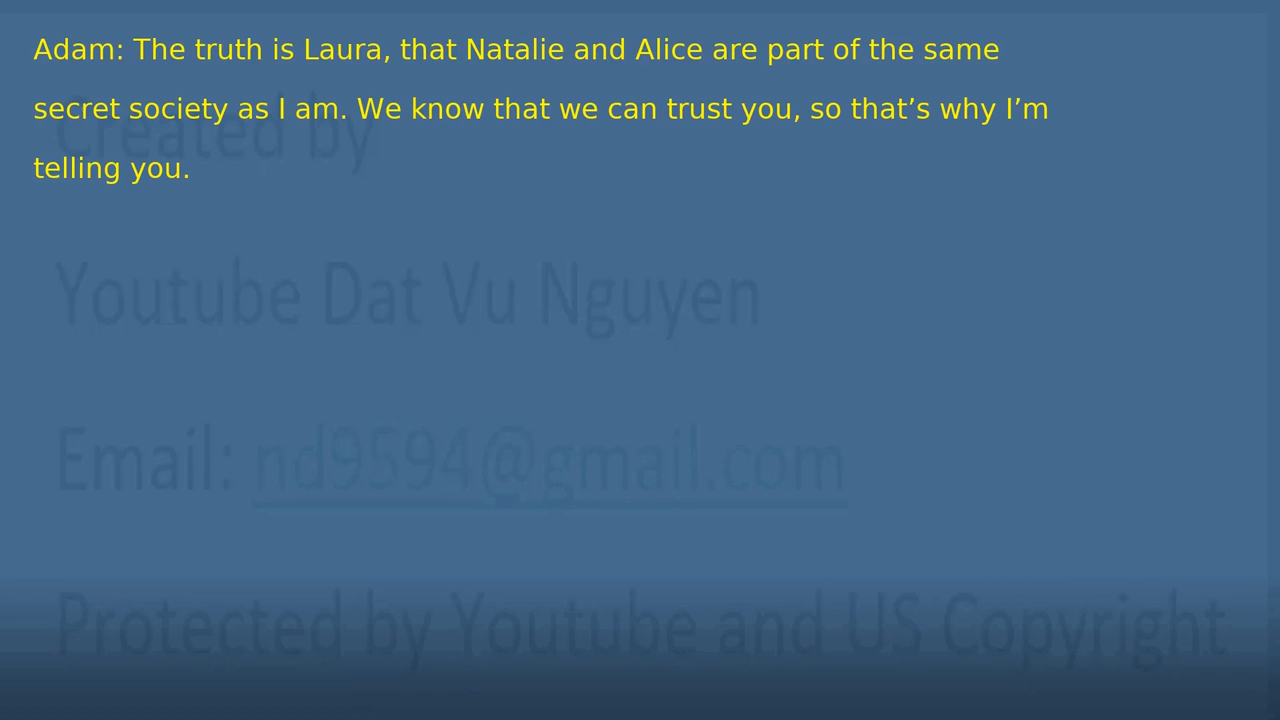 Adam: The truth is Laura, that Natalie and Alice are part of the same
secret society as I am. We know that we can trust you, so that’s why I’m
telling you.
Created by
Youtube Dat Vu Nguyen
Email: nd9594@gmail.com
Protected by Youtube and US Copyright